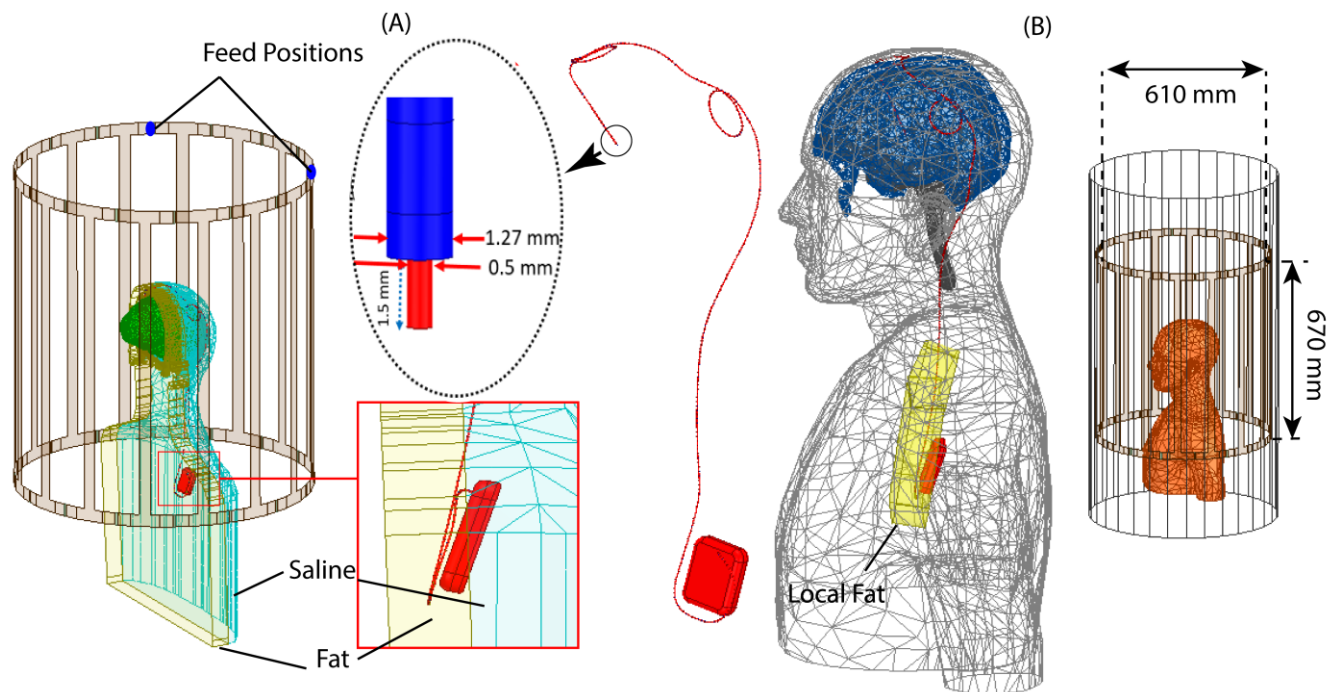 (A)
Feed Positions
1.27 mm
0.5 mm
1.5 mm
Saline
Fat
(B)
610 mm
670 mm
Local Fat